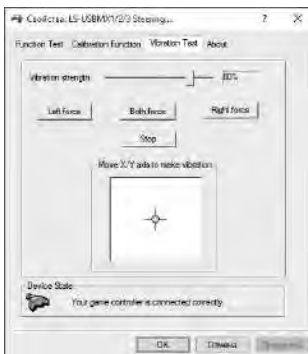 Свойства: LS-USBMX1/2/3 Steering...
Function Test Calibration Function Vibration Test About
Vibration strength 80%
Left force Both force Right force
Stop
Move X/Y axis to make vibration
Device State
Your game controller is connected correctly.
OK Отмена